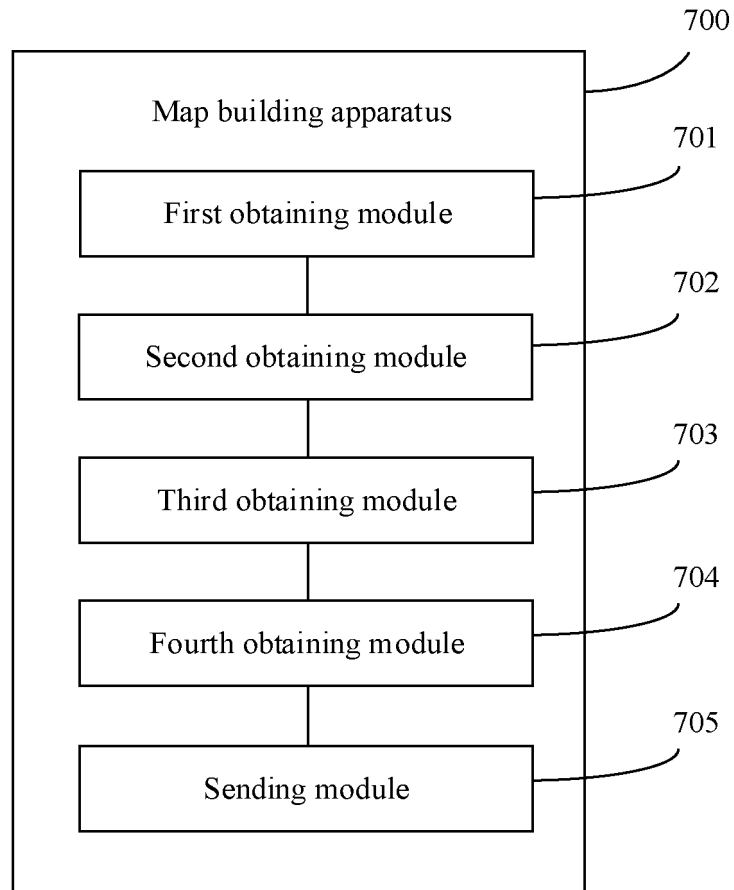 700
Map building apparatus
701
First obtaining module
702
Second obtaining module
703
Third obtaining module
704
Fourth obtaining module
705
Sending module